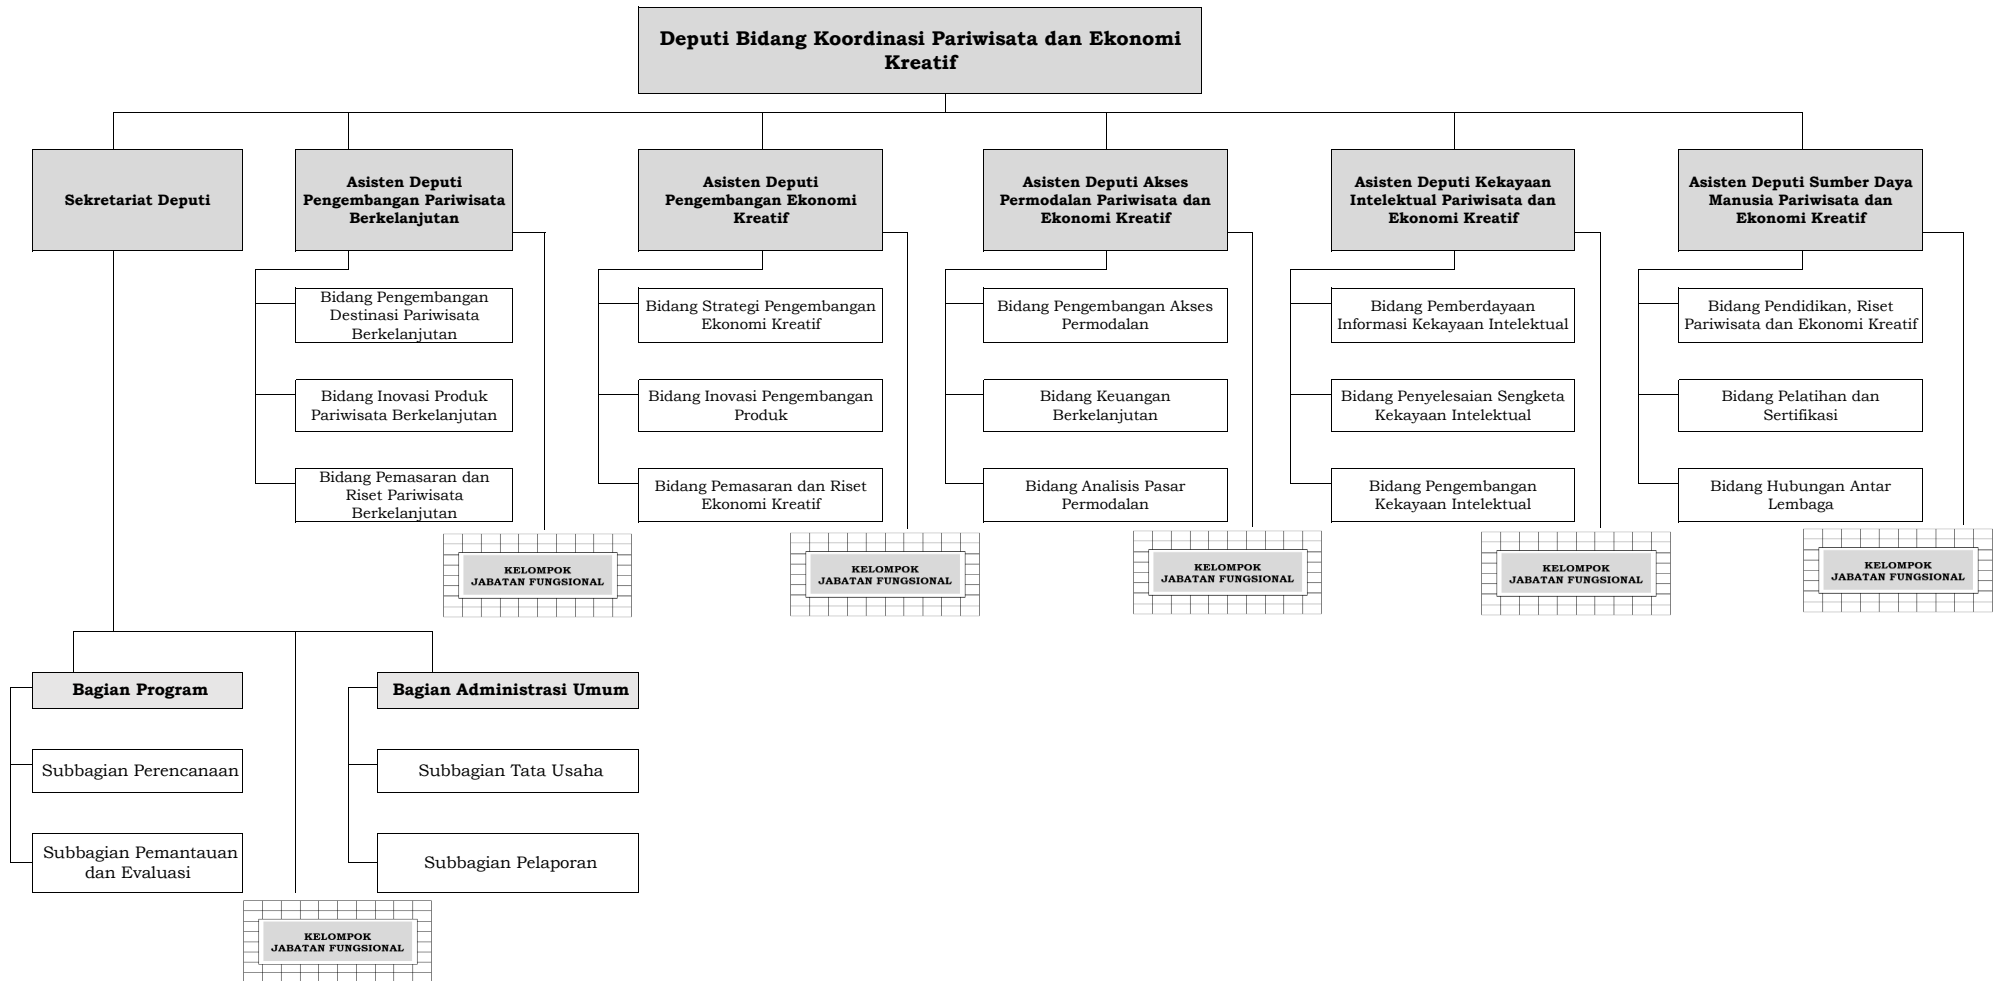 Deputi Bidang Koordinasi Pariwisata dan Ekonomi
Kreatif
Sekretariat Deputi
Asisten Deputi
Pengembangan Pariwisata
Berkelanjutan
Asisten Deputi
Pengembangan Ekonomi
Kreatif
Asisten Deputi Akses
Permodalan Pariwisata dan
Ekonomi Kreatif
Asisten Deputi Kekayaan
Intelektual Pariwisata dan
Ekonomi Kreatif
Asisten Deputi Sumber Daya
Manusia Pariwisata dan
Ekonomi Kreatif
Bidang Pengembangan
Destinasi Pariwisata
Berkelanjutan
Bidang Strategi Pengembangan
Ekonomi Kreatif
Bidang Pengembangan Akses
Permodalan
Bidang Pemberdayaan
Informasi Kekayaan Intelektual
Bidang Pendidikan, Riset
Pariwisata dan Ekonomi Kreatif
Bidang Inovasi Produk
Pariwisata Berkelanjutan
Bidang Inovasi Pengembangan
Produk
Bidang Keuangan
Berkelanjutan
Bidang Penyelesaian Sengketa
Kekayaan Intelektual
Bidang Pelatihan dan
Sertifikasi
Bidang Pemasaran dan
Riset Pariwisata
Berkelanjutan
Bidang Pemasaran dan Riset
Ekonomi Kreatif
Bidang Analisis Pasar
Permodalan
Bidang Pengembangan
Kekayaan Intelektual
Bidang Hubungan Antar
Lembaga
KELOMPOK
JABATAN FUNGSIONAL
KELOMPOK
JABATAN FUNGSIONAL
KELOMPOK
JABATAN FUNGSIONAL
KELOMPOK
JABATAN FUNGSIONAL
KELOMPOK
JABATAN FUNGSIONAL
Bagian Program
Bagian Administrasi Umum
Subbagian Perencanaan
Subbagian Tata Usaha
Subbagian Pemantauan
dan Evaluasi
Subbagian Pelaporan
KELOMPOK
JABATAN FUNGSIONAL